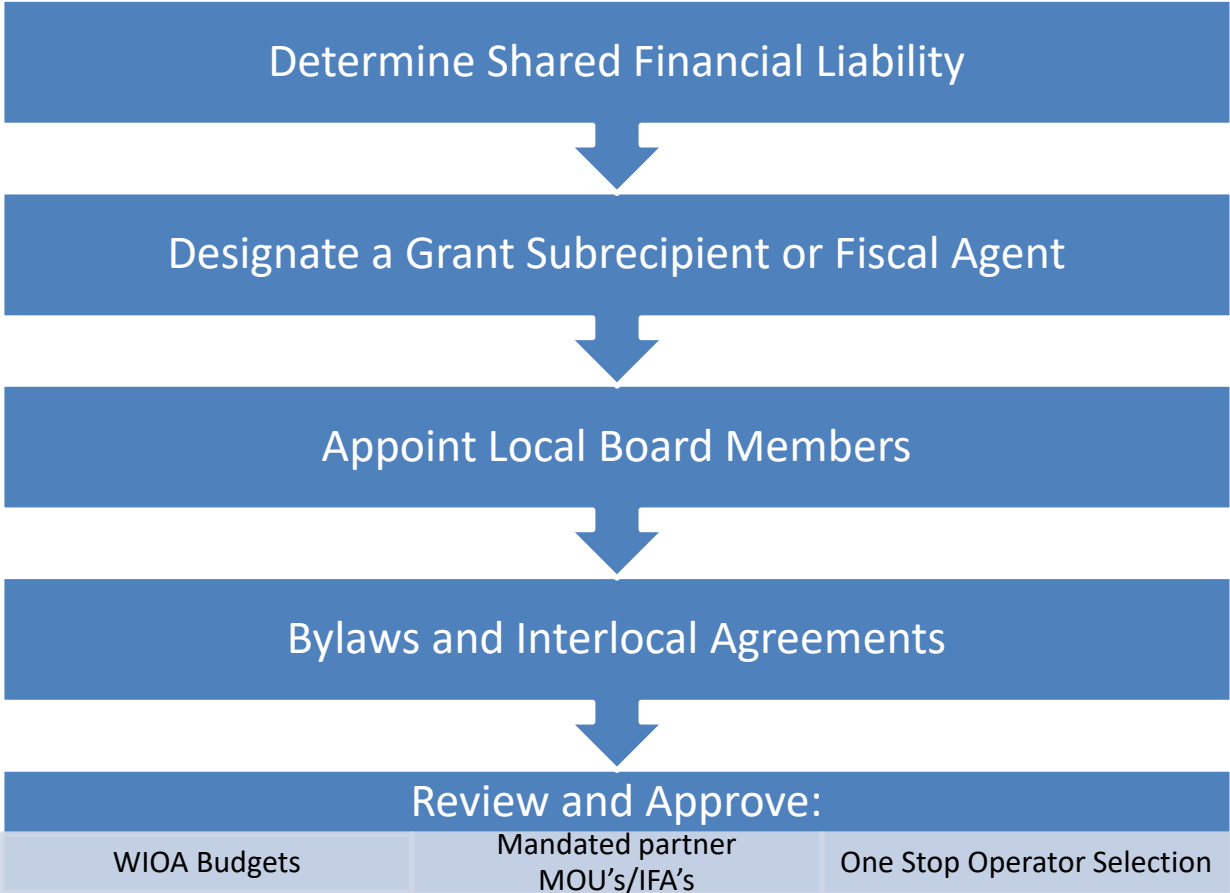 Determine Shared Financial Liability
Designate a Grant Subrecipient or Fiscal Agent
Appoint Local Board Members
Bylaws and Interlocal Agreements
Review and Approve:
WIOA Budgets
Mandated partner
MOU’s/IFA’s
One Stop Operator Selection